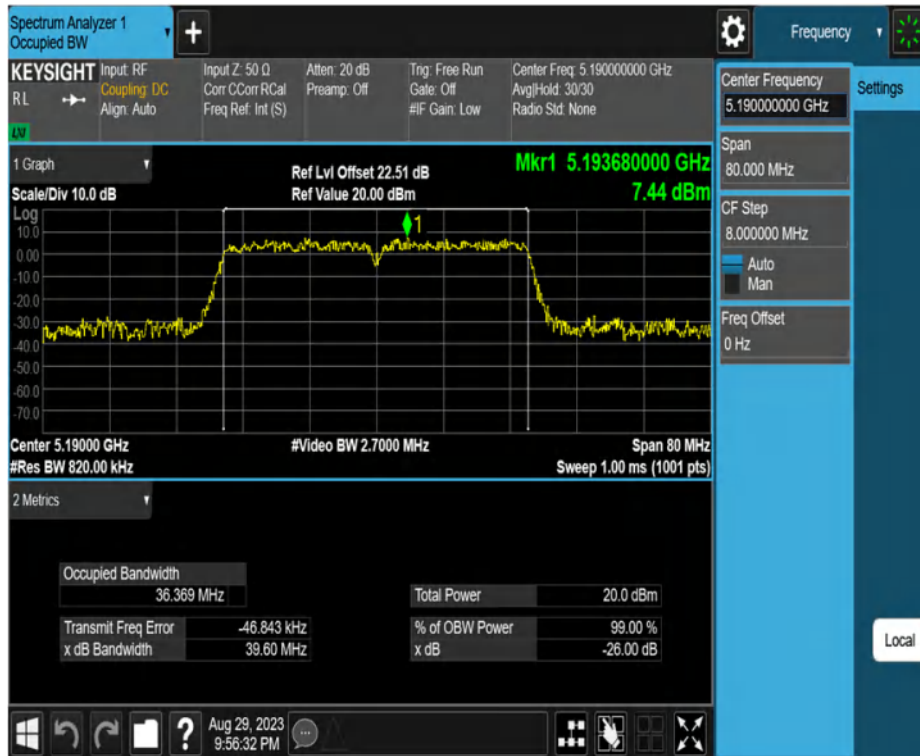 Spectrum Analyzer 1
Occupied BW
+
Frequency
KEYSIGHT
RL
Input: RF
Coupling: DC
Align: Auto
Input Z: 50 Ω
Corr CCorr RCal
Freq Ref: Int (S)
Atten: 20 dB
Preamp: Off
Trig: Free Run
Gate: Off
#IF Gain: Low
Center Freq: 5.190000000 GHz
Avg|Hold: 30/30
Radio Std: None
Center Frequency
5.190000000 GHz
Settings
Span
80.000 MHz
CF Step
8.000000 MHz
Auto
Man
Freq Offset
0 Hz
1 Graph
Scale/Div 10.0 dB
Ref Lvl Offset 22.51 dB
Ref Value 20.00 dBm
Mkr1 5.193680000 GHz
7.44 dBm
Log
10.0
0.00
-10.0
-20.0
-30.0
-40.0
-50.0
-60.0
-70.0
1
Center 5.19000 GHz
#Video BW 2.7000 MHz
Span 80 MHz
#Res BW 820.00 kHz
Sweep 1.00 ms (1001 pts)
2 Metrics
Occupied Bandwidth
36.369 MHz
Total Power 20.0 dBm
Transmit Freq Error -46.843 kHz
% of OBW Power 99.00 %
x dB Bandwidth 39.60 MHz
x dB -26.00 dB
Local
?
Aug 29, 2023
9:56:32 PM